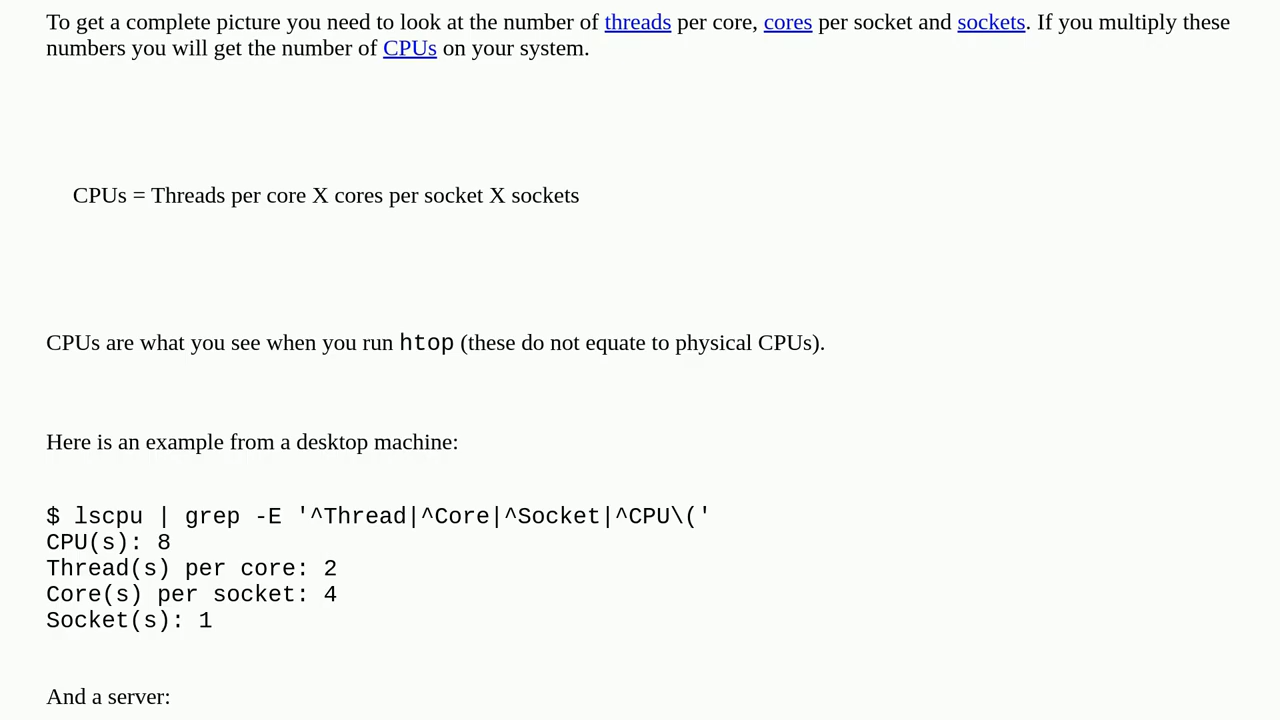 To get a complete picture you need to look at the number of threads per core, cores per socket and sockets. If you multiply these
numbers you will get the number of CPUs on your system.
CPUs = Threads per core X cores per socket X sockets
CPUs are what you see when you run htop (these do not equate to physical CPUs).
Here is an example from a desktop machine:
$ lscpu | grep -E '^Thread|^Core|^Socket|^CPU\('
CPU(s): 8
Thread(s) per core: 2
Core(s) per socket: 4
Socket(s): 1
And a server: